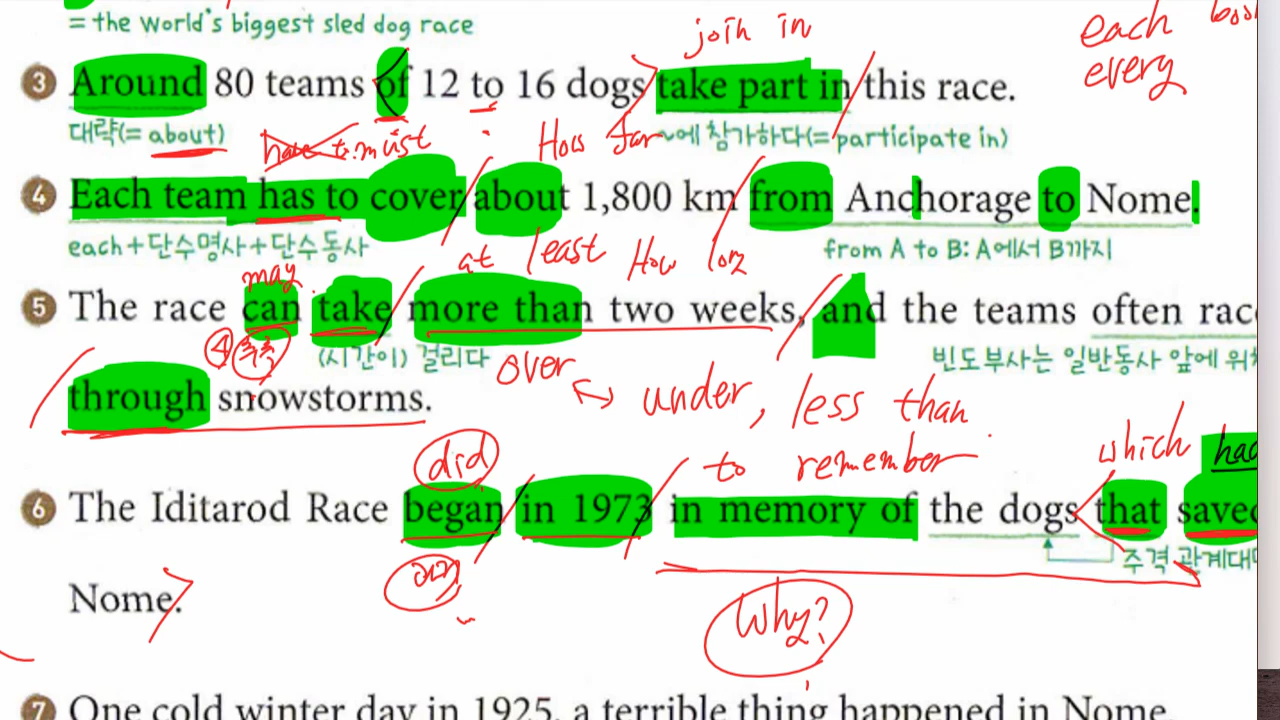 = the world's biggest sled dog race
join in
each
every
3 Around 80 teams of 12 to 16 dogs take part in this race.
대략(= about)
must
How far
~에 참가하다(= participate in)
4 Each team has to cover about 1,800 km from Anchorage to Nome.
each+단수명사+단수동사
at least
How long
from A to B: A에서 B까지
may
5 The race can take more than two weeks, and the teams often rac
④ 추측
(시간이) 걸리다
over
빈도부사는 일반동사 앞에 위
through snowstorms.
↔ under, less than
did
to remember
which had
6 The Iditarod Race began in 1973 in memory of the dogs that saved
주격 관계대
Nome.
Why?
7 One cold winter day in 1925, a terrible thing happened in Nome.